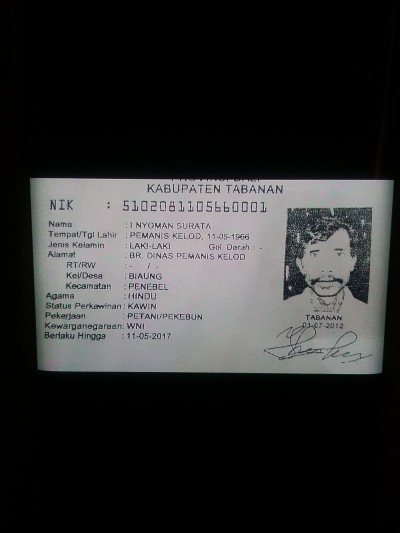 PROVINSI BALI
KABUPATEN TABANAN
NIK : 5102081105660001
Nama : I NYOMAN SURATA
Tempat/Tgl Lahir : PEMANIS KELOD, 11-05-1966
Jenis Kelamin : LAKI-LAKI Gol. Darah : -
Alamat : BR. DINAS PEMANIS KELOD
RT/RW : - / -
Kel/Desa : BIAUNG
Kecamatan : PENEBEL
Agama : HINDU
Status Perkawinan : KAWIN
Pekerjaan : PETANI/PEKEBUN
Kewarganegaraan : WNI
Berlaku Hingga : 11-05-2017
TABANAN
01-07-2012